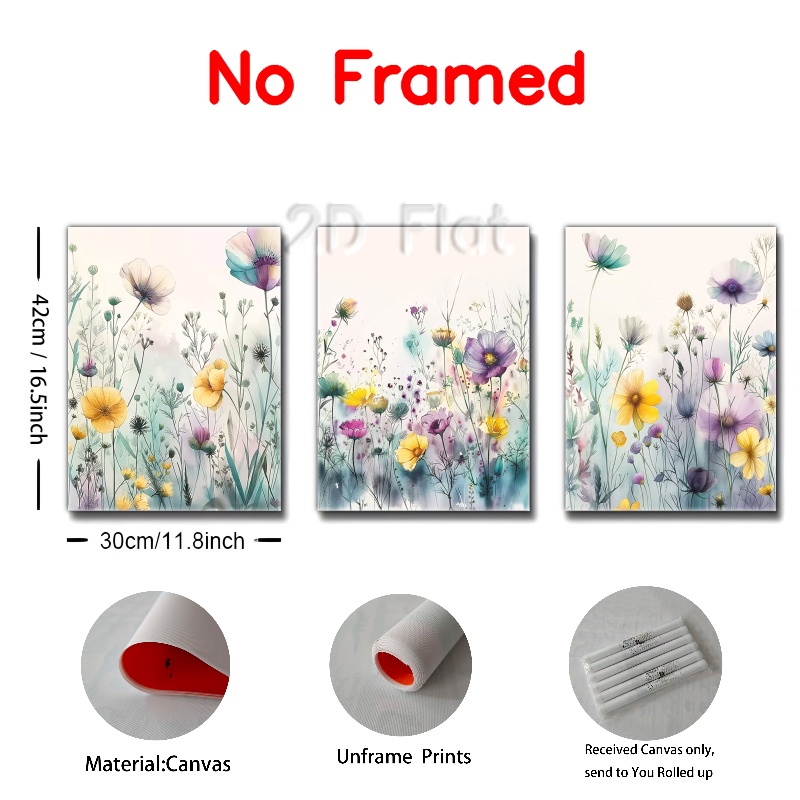 No Framed
2D Flat
42cm / 16.5inch
30cm/11.8inch
Material:Canvas
Unframe Prints
Received Canvas only,
send to You Rolled up